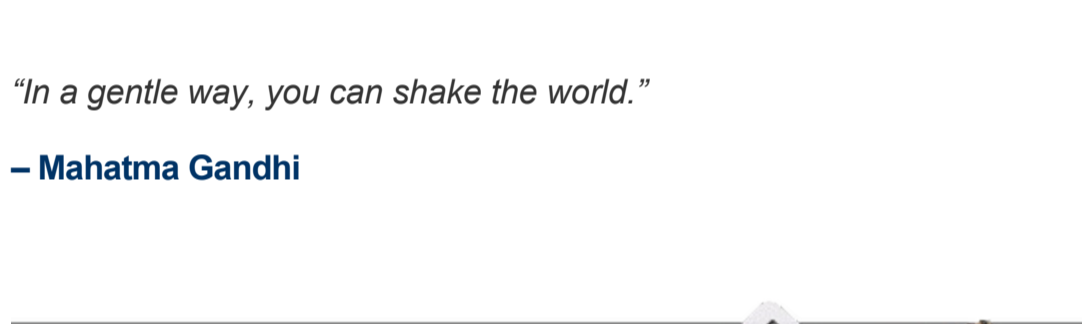 “In a gentle way, you can shake the world.”
– Mahatma Gandhi